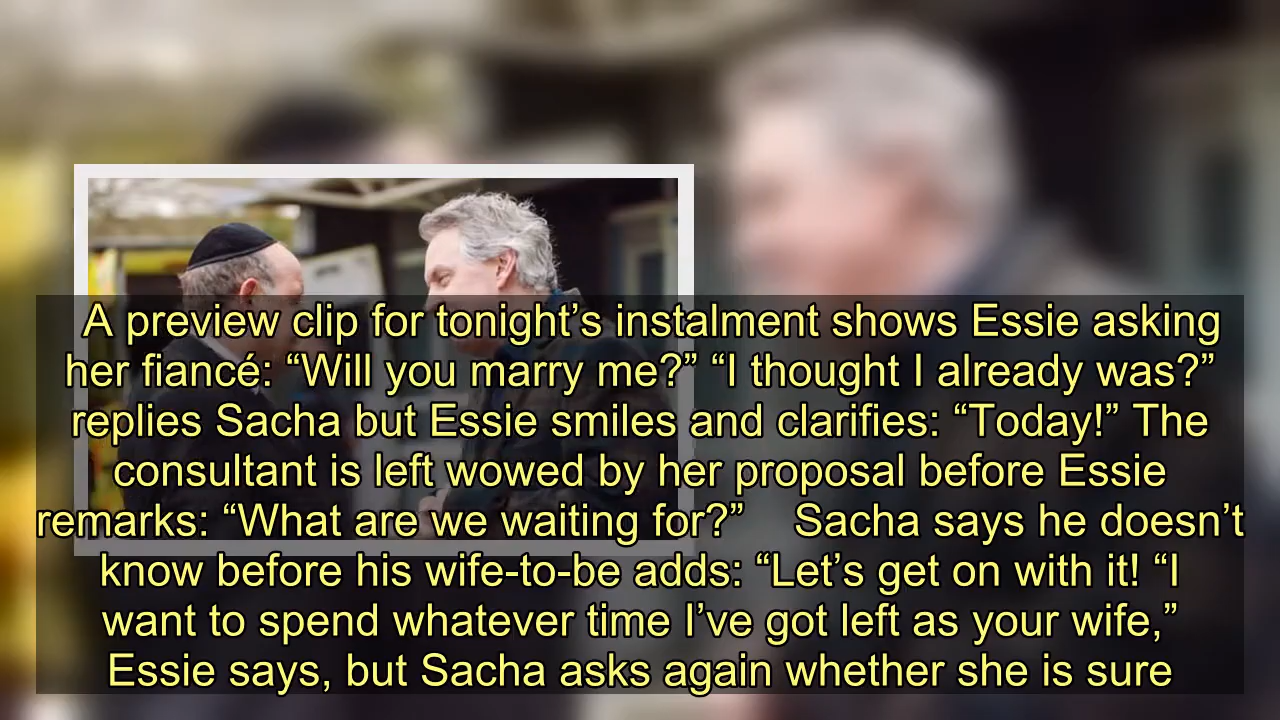 A preview clip for tonight’s instalment shows Essie asking
her fiancé: “Will you marry me?” “I thought I already was?”
replies Sacha but Essie smiles and clarifies: “Today!” The
consultant is left wowed by her proposal before Essie
remarks: “What are we waiting for?”    Sacha says he doesn’t
know before his wife-to-be adds: “Let’s get on with it! “I
want to spend whatever time I’ve got left as your wife,”
Essie says, but Sacha asks again whether she is sure